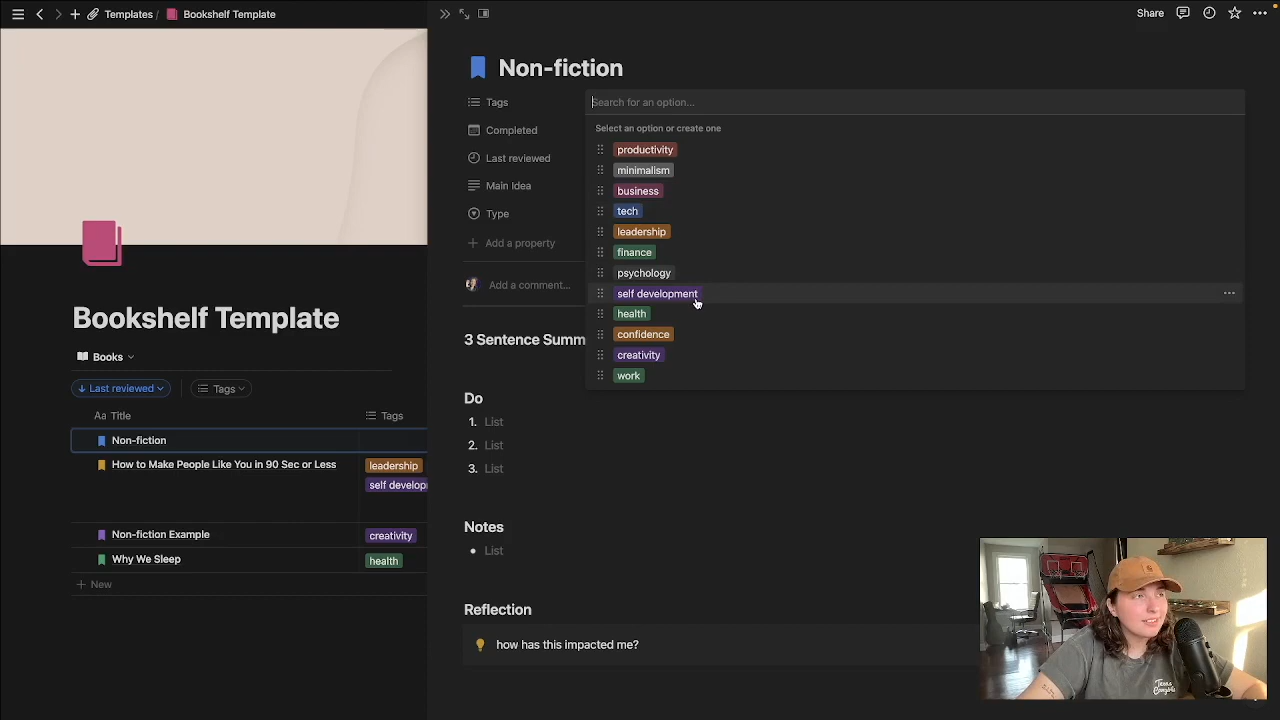 Templates / Bookshelf Template
Share
Non-fiction
Tags
Search for an option...
Select an option or create one
Completed
productivity
Last reviewed
minimalism
Main Idea
business
Type
tech
leadership
Add a property
finance
psychology
Add a comment...
self development
health
3 Sentence Summ
confidence
creativity
work
Bookshelf Template
Books
Last reviewed
Tags
Aa Title
Tags
Non-fiction
How to Make People Like You in 90 Sec or Less
leadership
self develop
Non-fiction Example
creativity
Why We Sleep
health
+ New
Do
1. List
2. List
3. List
Notes
• List
Reflection
how has this impacted me?